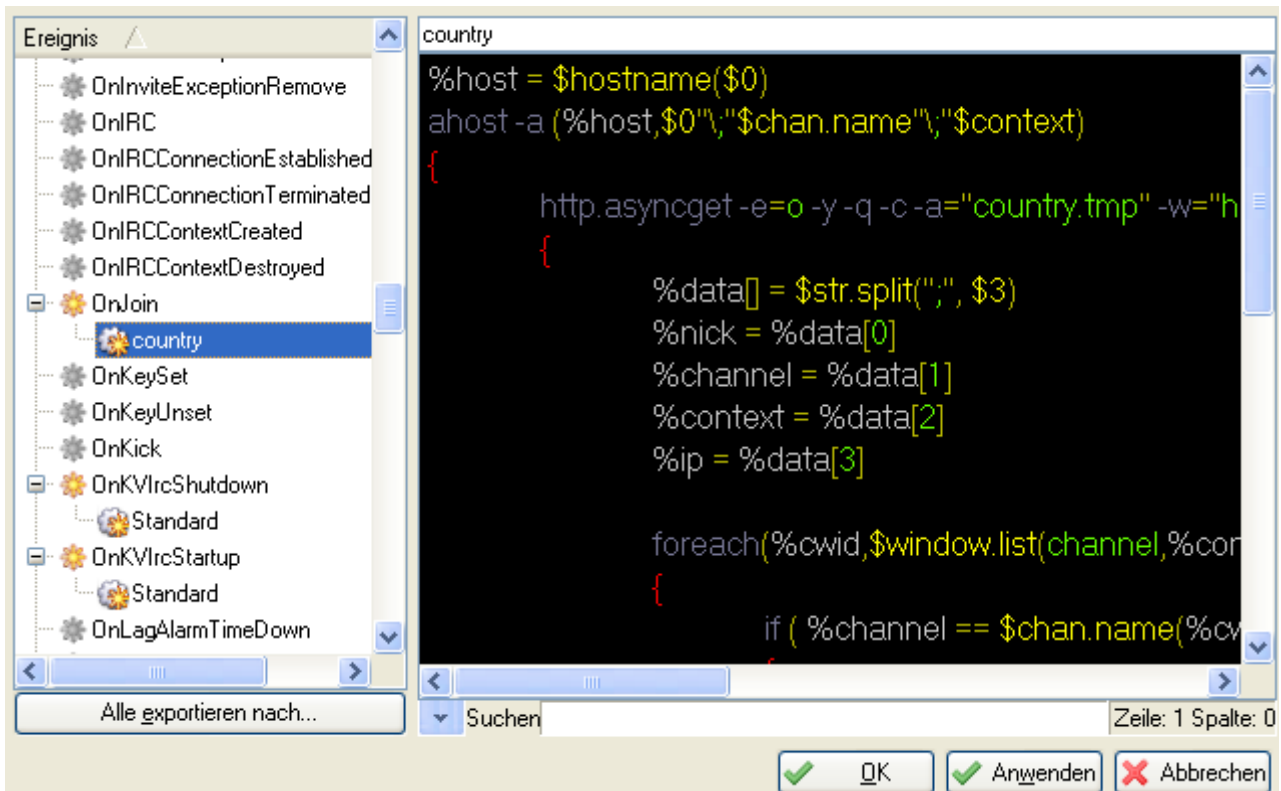 Ereignis
OnInviteExceptionRemove
OnIRC
OnIRCConnectionEstablished
OnIRCConnectionTerminated
OnIRCContextCreated
OnIRCContextDestroyed
OnJoin
country
OnKeySet
OnKeyUnset
OnKick
OnKVIrcShutdown
Standard
OnKVIrcStartup
Standard
OnLagAlarmTimeDown
Alle exportieren nach...
country
%host = $hostname($0)
ahost -a (%host,$0"\;"$chan.name"\;"$context)
{
http.asyncget -e=o -y -q -c -a="country.tmp" -w="h
{
%data[] = $str.split(";", $3)
%nick = %data[0]
%channel = %data[1]
%context = %data[2]
%ip = %data[3]
foreach(%cwid,$window.list(channel,%con
{
if ( %channel == $chan.name(%cw
Suchen
Zeile: 1 Spalte: 0
OK
Anwenden
Abbrechen